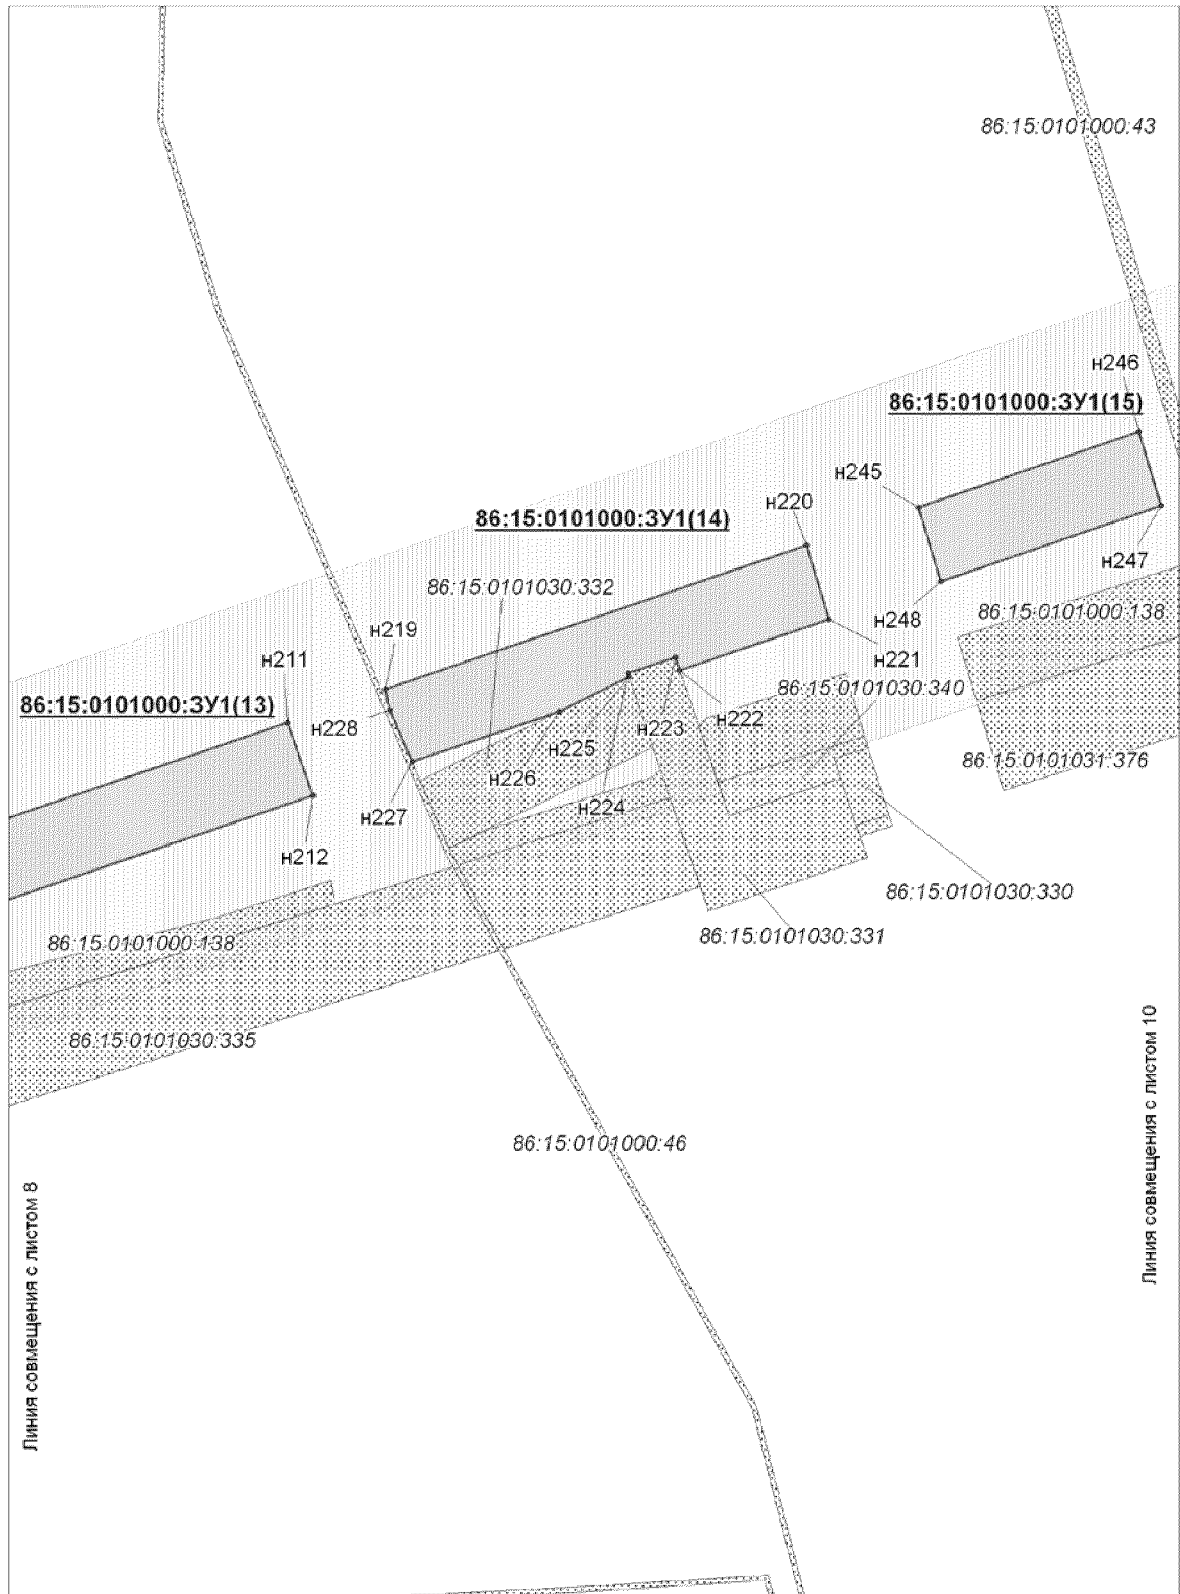 86:15:0101000:43
н246
86:15:0101000:ЗУ1(15)
н245
н220
86:15:0101000:ЗУ1(14)
н247
86:15:0101030:332
86:15:0101000:138
н248
н219
н211
н221
86:15:0101030:340
86:15:0101000:ЗУ1(13)
н228
н223
н222
н225
86:15:0101031:376
н226
н224
н227
н212
86:15:0101030:330
86:15:0101030:331
86:15:0101000:138
86:15:0101030:335
86:15:0101000:46
Линия совмещения с листом 8
Линия совмещения с листом 10